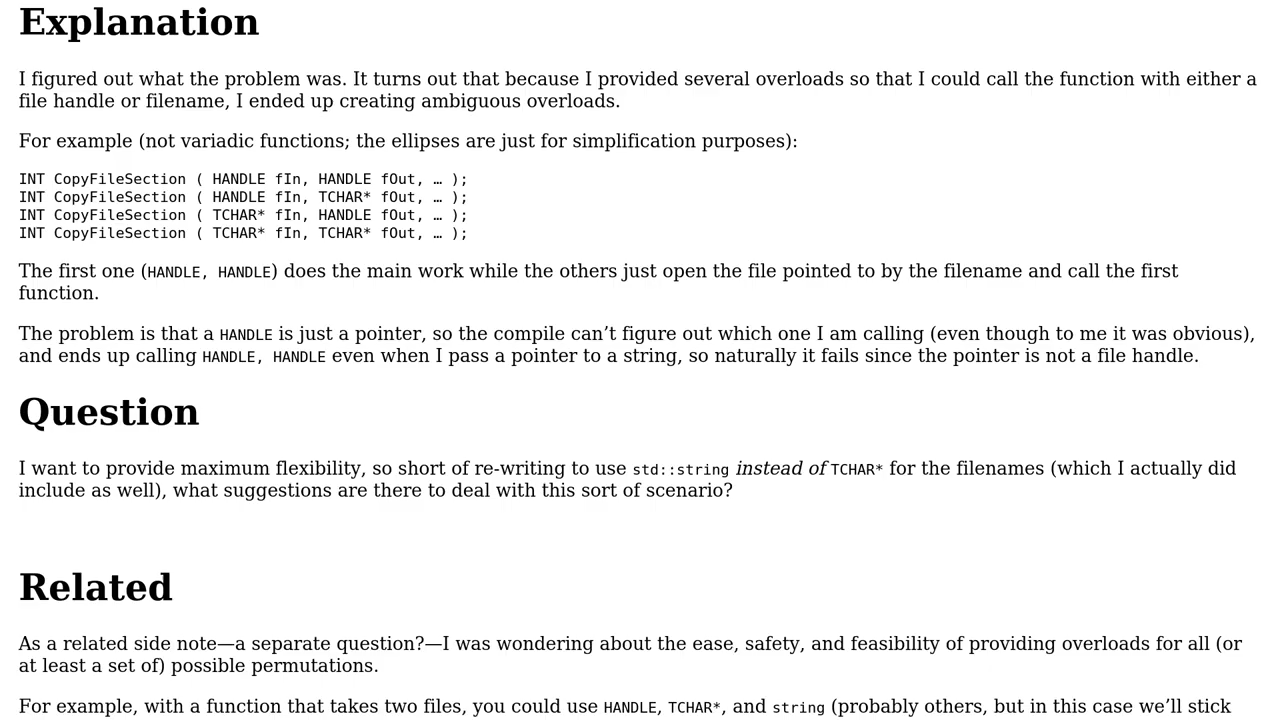 Explanation
I figured out what the problem was. It turns out that because I provided several overloads so that I could call the function with either a
file handle or filename, I ended up creating ambiguous overloads.
For example (not variadic functions; the ellipses are just for simplification purposes):
INT CopyFileSection ( HANDLE fIn, HANDLE fOut, … );
INT CopyFileSection ( HANDLE fIn, TCHAR* fOut, … );
INT CopyFileSection ( TCHAR* fIn, HANDLE fOut, … );
INT CopyFileSection ( TCHAR* fIn, TCHAR* fOut, … );
The first one (HANDLE, HANDLE) does the main work while the others just open the file pointed to by the filename and call the first
function.
The problem is that a HANDLE is just a pointer, so the compile can’t figure out which one I am calling (even though to me it was obvious),
and ends up calling HANDLE, HANDLE even when I pass a pointer to a string, so naturally it fails since the pointer is not a file handle.
Question
I want to provide maximum flexibility, so short of re-writing to use std::string instead of TCHAR* for the filenames (which I actually did
include as well), what suggestions are there to deal with this sort of scenario?
Related
As a related side note—a separate question?—I was wondering about the ease, safety, and feasibility of providing overloads for all (or
at least a set of) possible permutations.
For example, with a function that takes two files, you could use HANDLE, TCHAR*, and string (probably others, but in this case we’ll stick